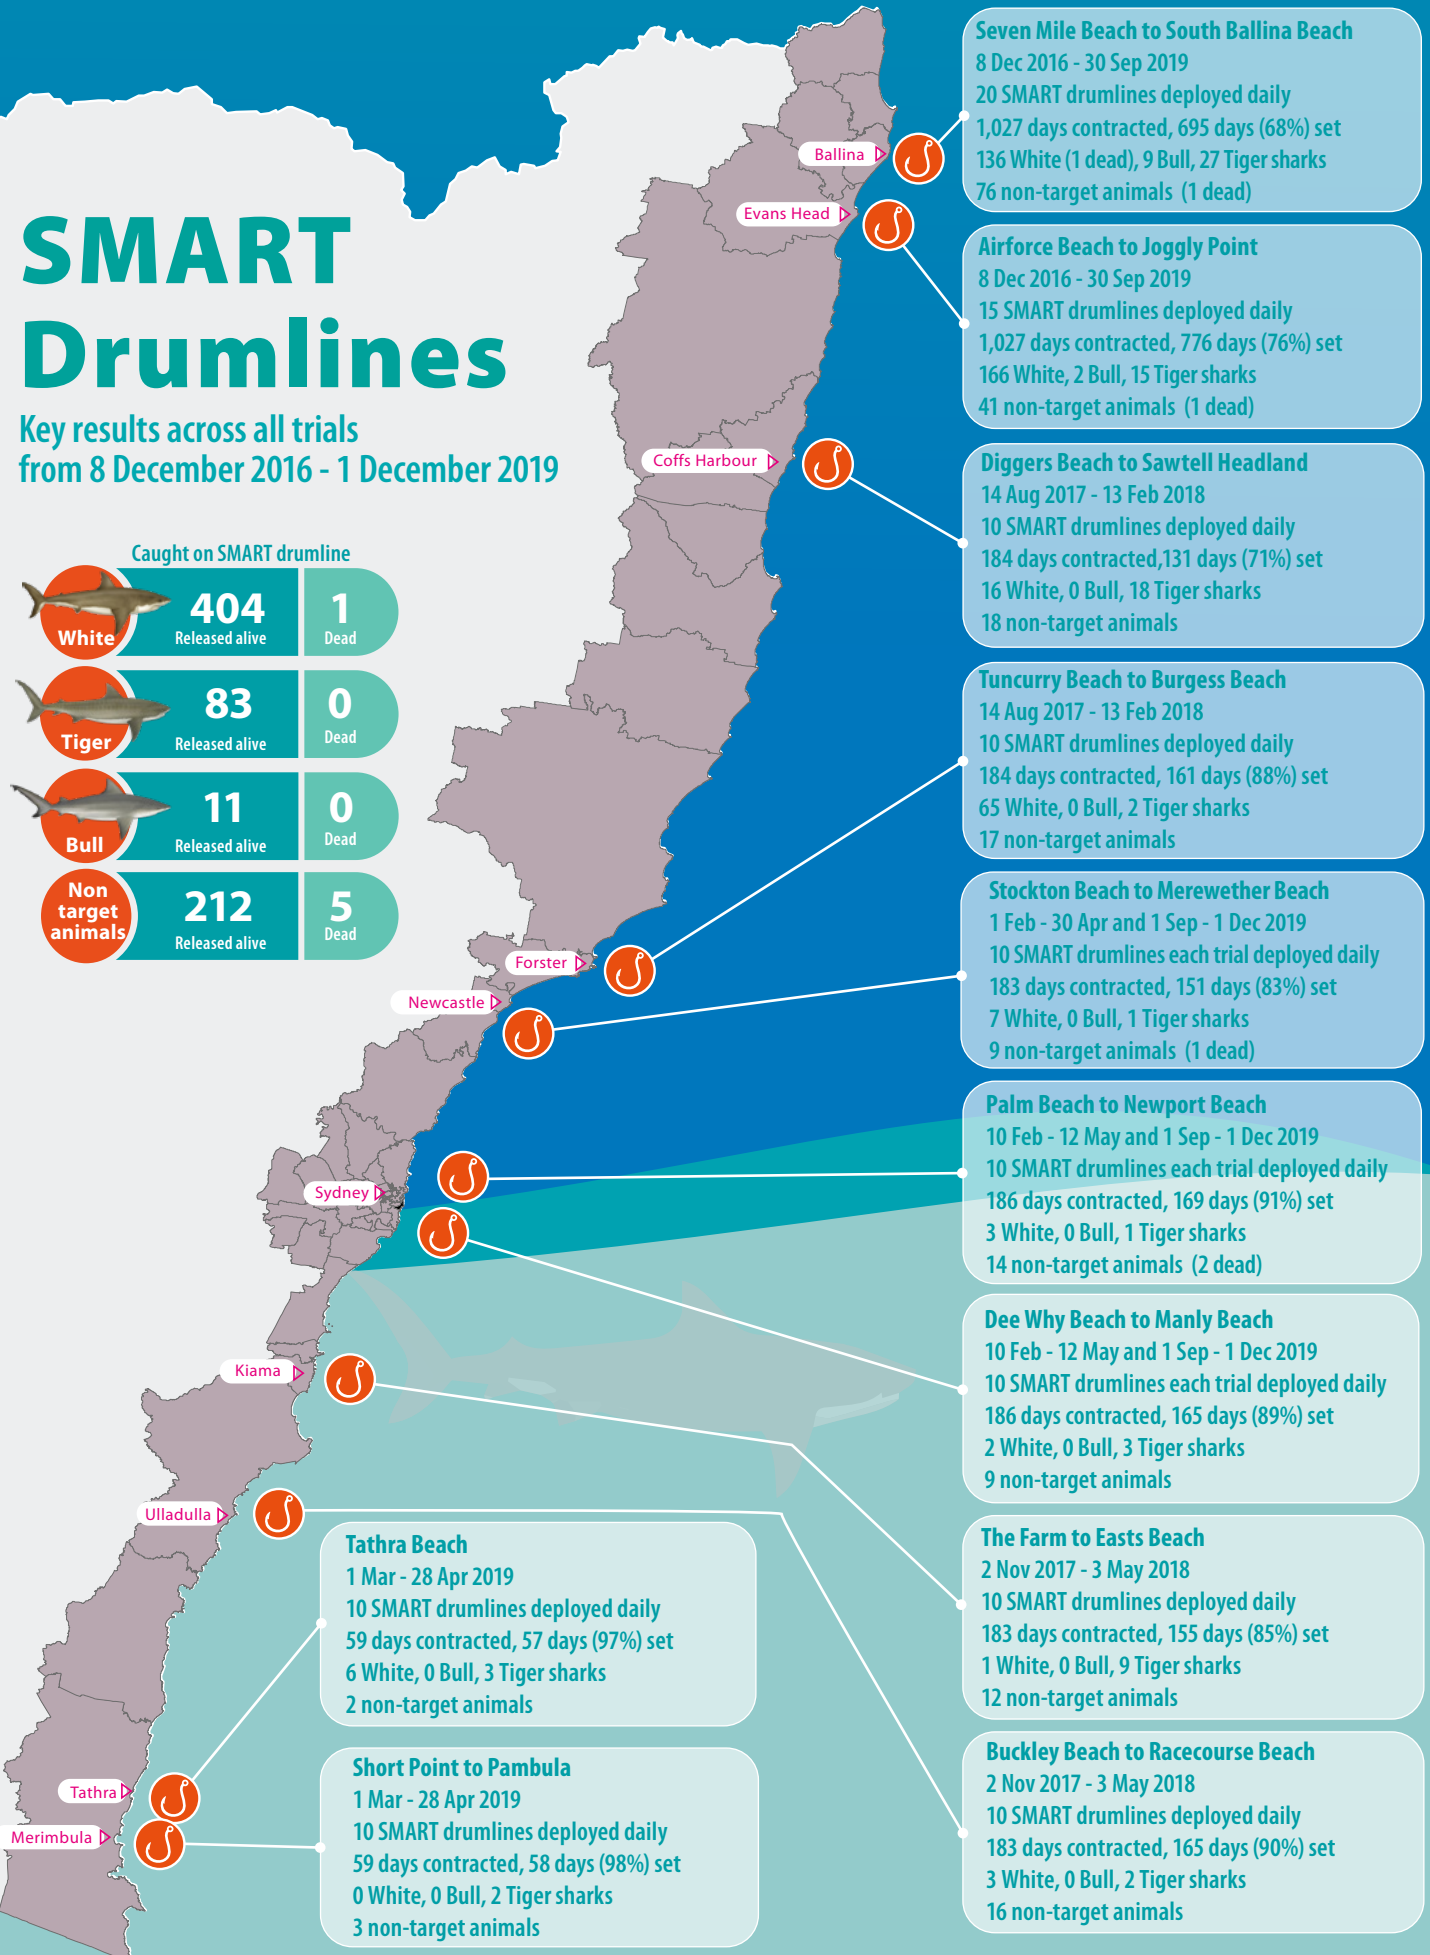 SMART
Drumlines
Key results across all trials
from 8 December 2016 - 1 December 2019
Caught on SMART drumline
White
404
Released alive
1
Dead
Tiger
83
Released alive
0
Dead
Bull
11
Released alive
0
Dead
Non
target
animals
212
Released alive
5
Dead
Ballina
Evans Head
Coffs Harbour
Forster
Newcastle
Sydney
Kiama
Ulladulla
Tathra
Merimbula
Seven Mile Beach to South Ballina Beach
8 Dec 2016 - 30 Sep 2019
20 SMART drumlines deployed daily
1,027 days contracted, 695 days (68%) set
136 White (1 dead), 9 Bull, 27 Tiger sharks
76 non-target animals (1 dead)
Airforce Beach to Joggly Point
8 Dec 2016 - 30 Sep 2019
15 SMART drumlines deployed daily
1,027 days contracted, 776 days (76%) set
166 White, 2 Bull, 15 Tiger sharks
41 non-target animals (1 dead)
Diggers Beach to Sawtell Headland
14 Aug 2017 - 13 Feb 2018
10 SMART drumlines deployed daily
184 days contracted,131 days (71%) set
16 White, 0 Bull, 18 Tiger sharks
18 non-target animals
Tuncurry Beach to Burgess Beach
14 Aug 2017 - 13 Feb 2018
10 SMART drumlines deployed daily
184 days contracted, 161 days (88%) set
65 White, 0 Bull, 2 Tiger sharks
17 non-target animals
Stockton Beach to Merewether Beach
1 Feb - 30 Apr and 1 Sep - 1 Dec 2019
10 SMART drumlines each trial deployed daily
183 days contracted, 151 days (83%) set
7 White, 0 Bull, 1 Tiger sharks
9 non-target animals (1 dead)
Palm Beach to Newport Beach
10 Feb - 12 May and 1 Sep - 1 Dec 2019
10 SMART drumlines each trial deployed daily
186 days contracted, 169 days (91%) set
3 White, 0 Bull, 1 Tiger sharks
14 non-target animals (2 dead)
Dee Why Beach to Manly Beach
10 Feb - 12 May and 1 Sep - 1 Dec 2019
10 SMART drumlines each trial deployed daily
186 days contracted, 165 days (89%) set
2 White, 0 Bull, 3 Tiger sharks
9 non-target animals
The Farm to Easts Beach
2 Nov 2017 - 3 May 2018
10 SMART drumlines deployed daily
183 days contracted, 155 days (85%) set
1 White, 0 Bull, 9 Tiger sharks
12 non-target animals
Buckley Beach to Racecourse Beach
2 Nov 2017 - 3 May 2018
10 SMART drumlines deployed daily
183 days contracted, 165 days (90%) set
3 White, 0 Bull, 2 Tiger sharks
16 non-target animals
Tathra Beach
1 Mar - 28 Apr 2019
10 SMART drumlines deployed daily
59 days contracted, 57 days (97%) set
6 White, 0 Bull, 3 Tiger sharks
2 non-target animals
Short Point to Pambula
1 Mar - 28 Apr 2019
10 SMART drumlines deployed daily
59 days contracted, 58 days (98%) set
0 White, 0 Bull, 2 Tiger sharks
3 non-target animals